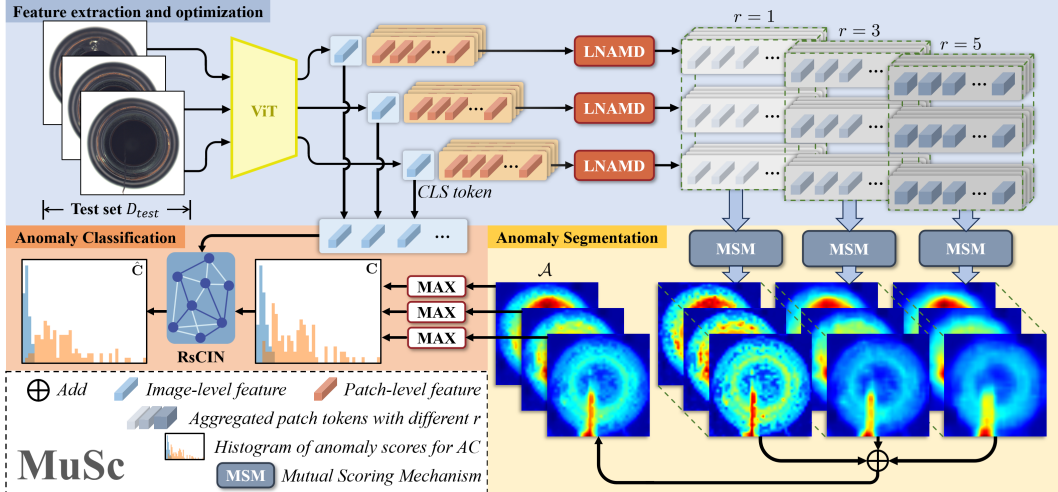 Feature extraction and optimization
r = 1
r = 3
r = 5
ViT
LNAMD
LNAMD
LNAMD
CLS token
Test set D_test
...
Anomaly Classification
Anomaly Segmentation
MSM
MSM
MSM
Ĉ
C
𝒜
MAX
MAX
MAX
RsCIN
Add
Image-level feature
Patch-level feature
Aggregated patch tokens with different r
Histogram of anomaly scores for AC
MuSc
MSM
Mutual Scoring Mechanism